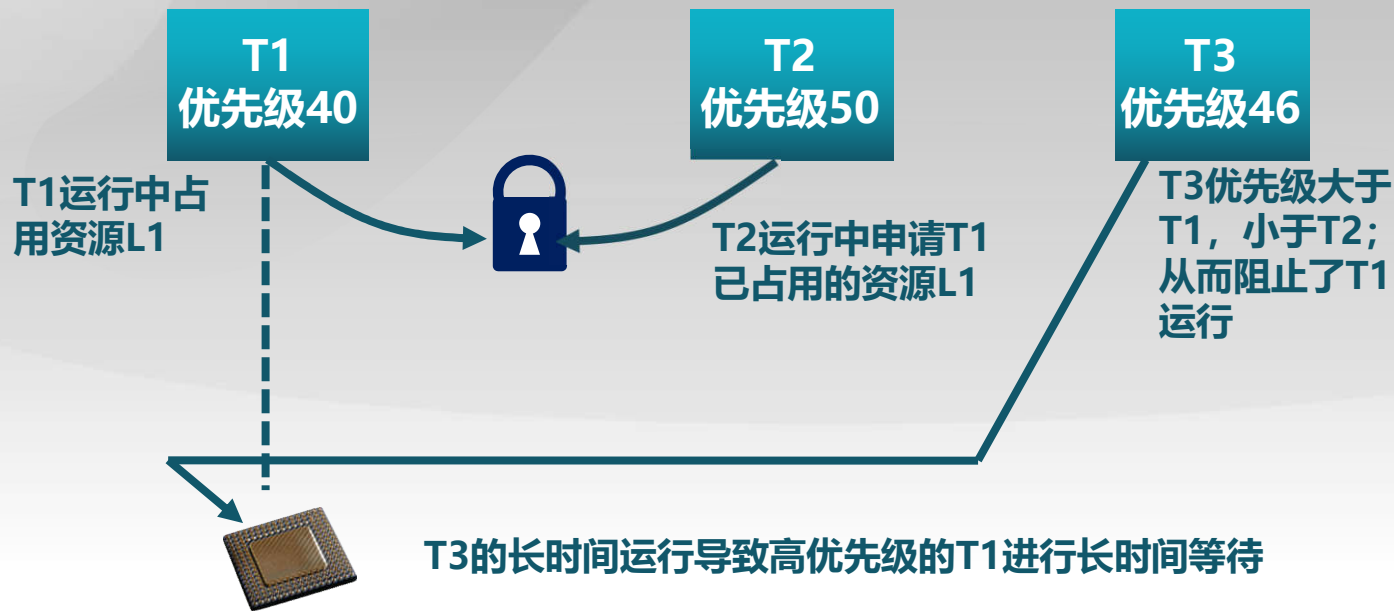 T1
优先级40
T2
优先级50
T3
优先级46
T1运行中占
用资源L1
T2运行中申请T1
已占用的资源L1
T3优先级大于
T1，小于T2；
从而阻止了T1
运行
T3的长时间运行导致高优先级的T1进行长时间等待